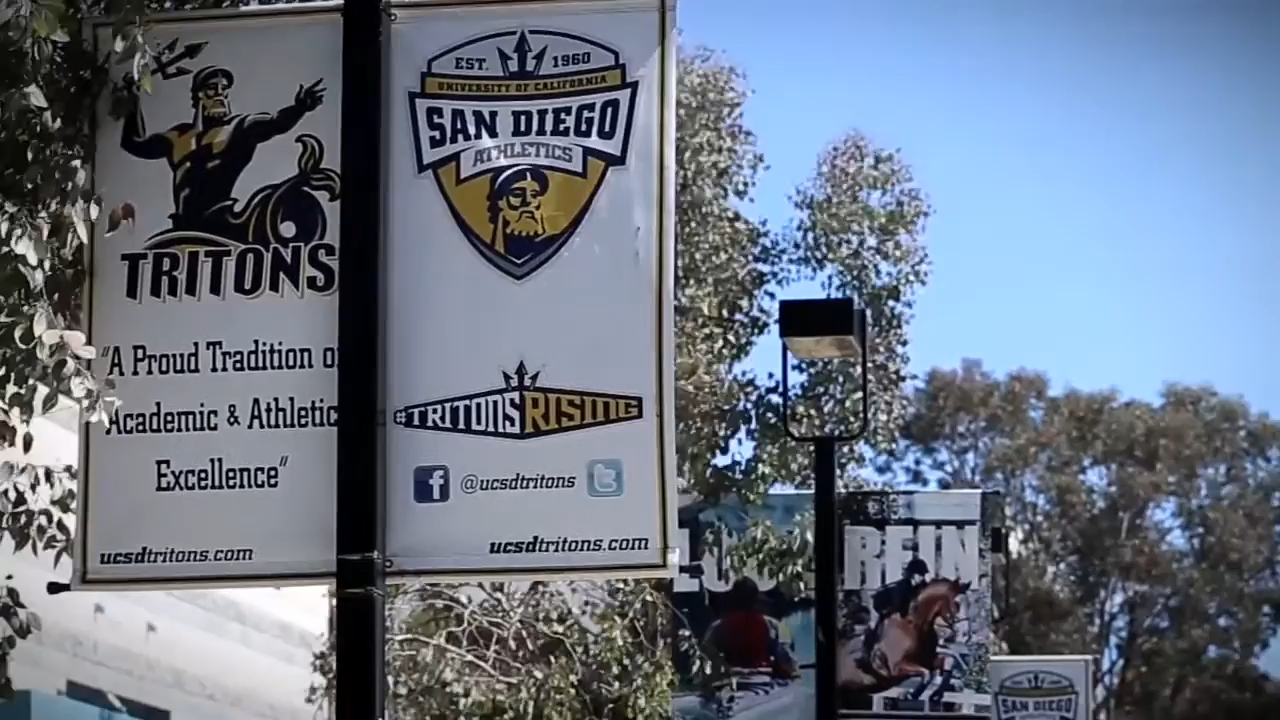 TRITONS
"A Proud Tradition o
Academic & Athletic
Excellence"
ucsdtritons.com
EST. 1960
UNIVERSITY OF CALIFORNIA
SAN DIEGO
ATHLETICS
#TRITONSRISING
f @ucsdtritons t
ucsdtritons.com
REIN
SAN DIEGO